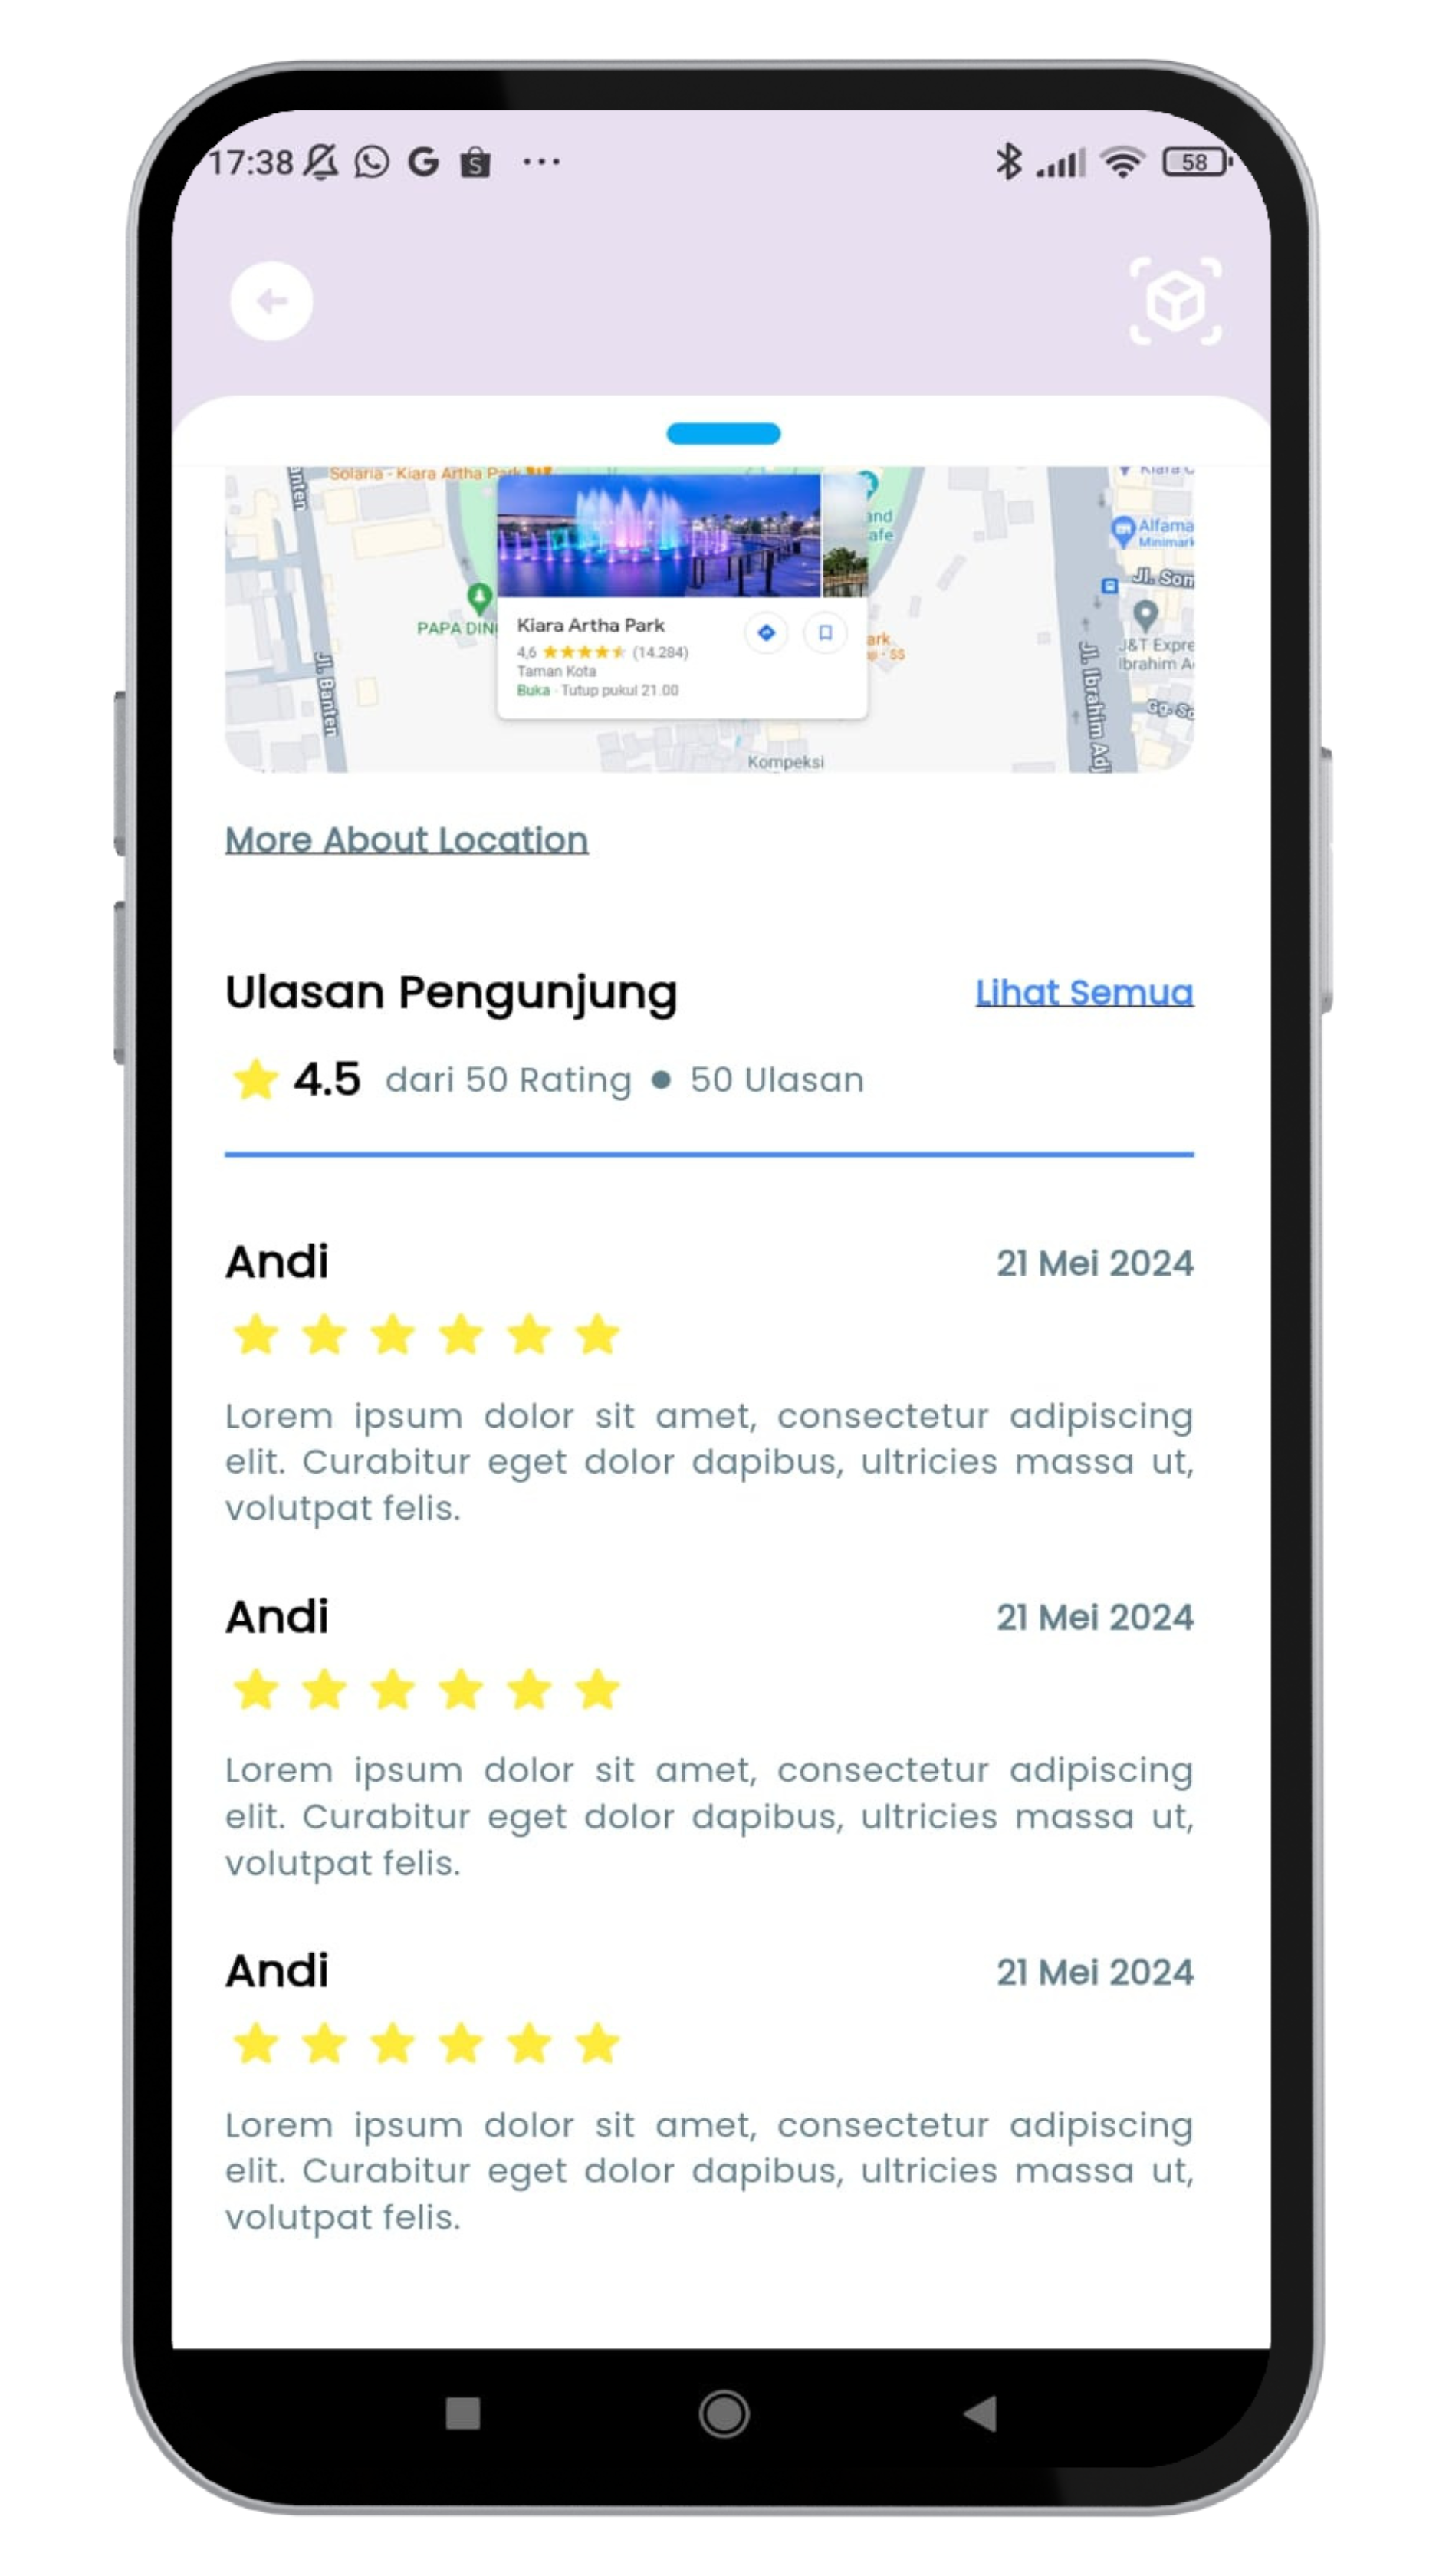 17:38
58
Solaria - Kiara Artha Park
anten
Alfama
Minimark
and
afe
Jl. Som
PAPA DIN
Kiara Artha Park
4,6 (14.284)
Taman Kota
Buka · Tutup pukul 21.00
ark
- $$
J&T Expre
Ibrahim A
Jl. Banten
Jl. Ibrahim Adj
Kompeksi
More About Location
Ulasan Pengunjung
Lihat Semua
4.5 dari 50 Rating ● 50 Ulasan
Andi
21 Mei 2024
Lorem ipsum dolor sit amet, consectetur adipiscing
elit. Curabitur eget dolor dapibus, ultricies massa ut,
volutpat felis.
Andi
21 Mei 2024
Lorem ipsum dolor sit amet, consectetur adipiscing
elit. Curabitur eget dolor dapibus, ultricies massa ut,
volutpat felis.
Andi
21 Mei 2024
Lorem ipsum dolor sit amet, consectetur adipiscing
elit. Curabitur eget dolor dapibus, ultricies massa ut,
volutpat felis.